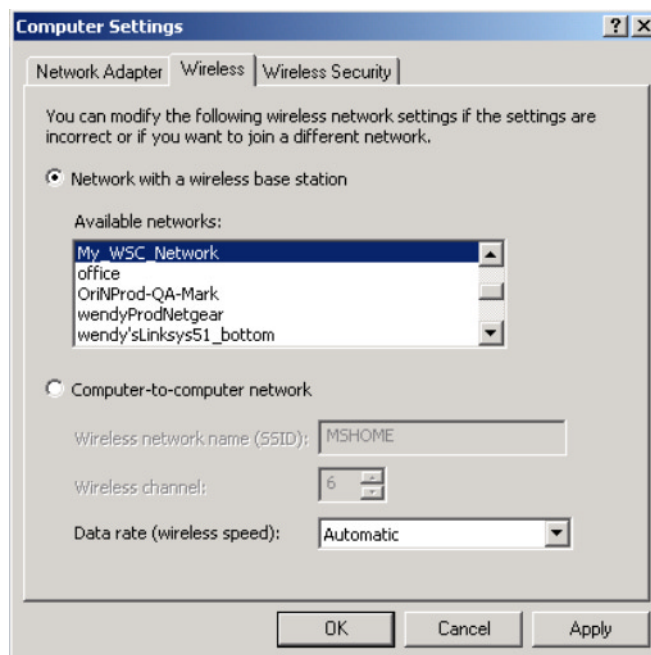 Computer Settings
Network Adapter Wireless Wireless Security
You can modify the following wireless network settings if the settings are
incorrect or if you want to join a different network.
Network with a wireless base station
Available networks:
My_WSC_Network
office
OriNProd-QA-Mark
wendyProdNetgear
wendy'sLinksys51_bottom
Computer-to-computer network
Wireless network name (SSID): MSHOME
Wireless channel: 6
Data rate (wireless speed): Automatic
OK Cancel Apply